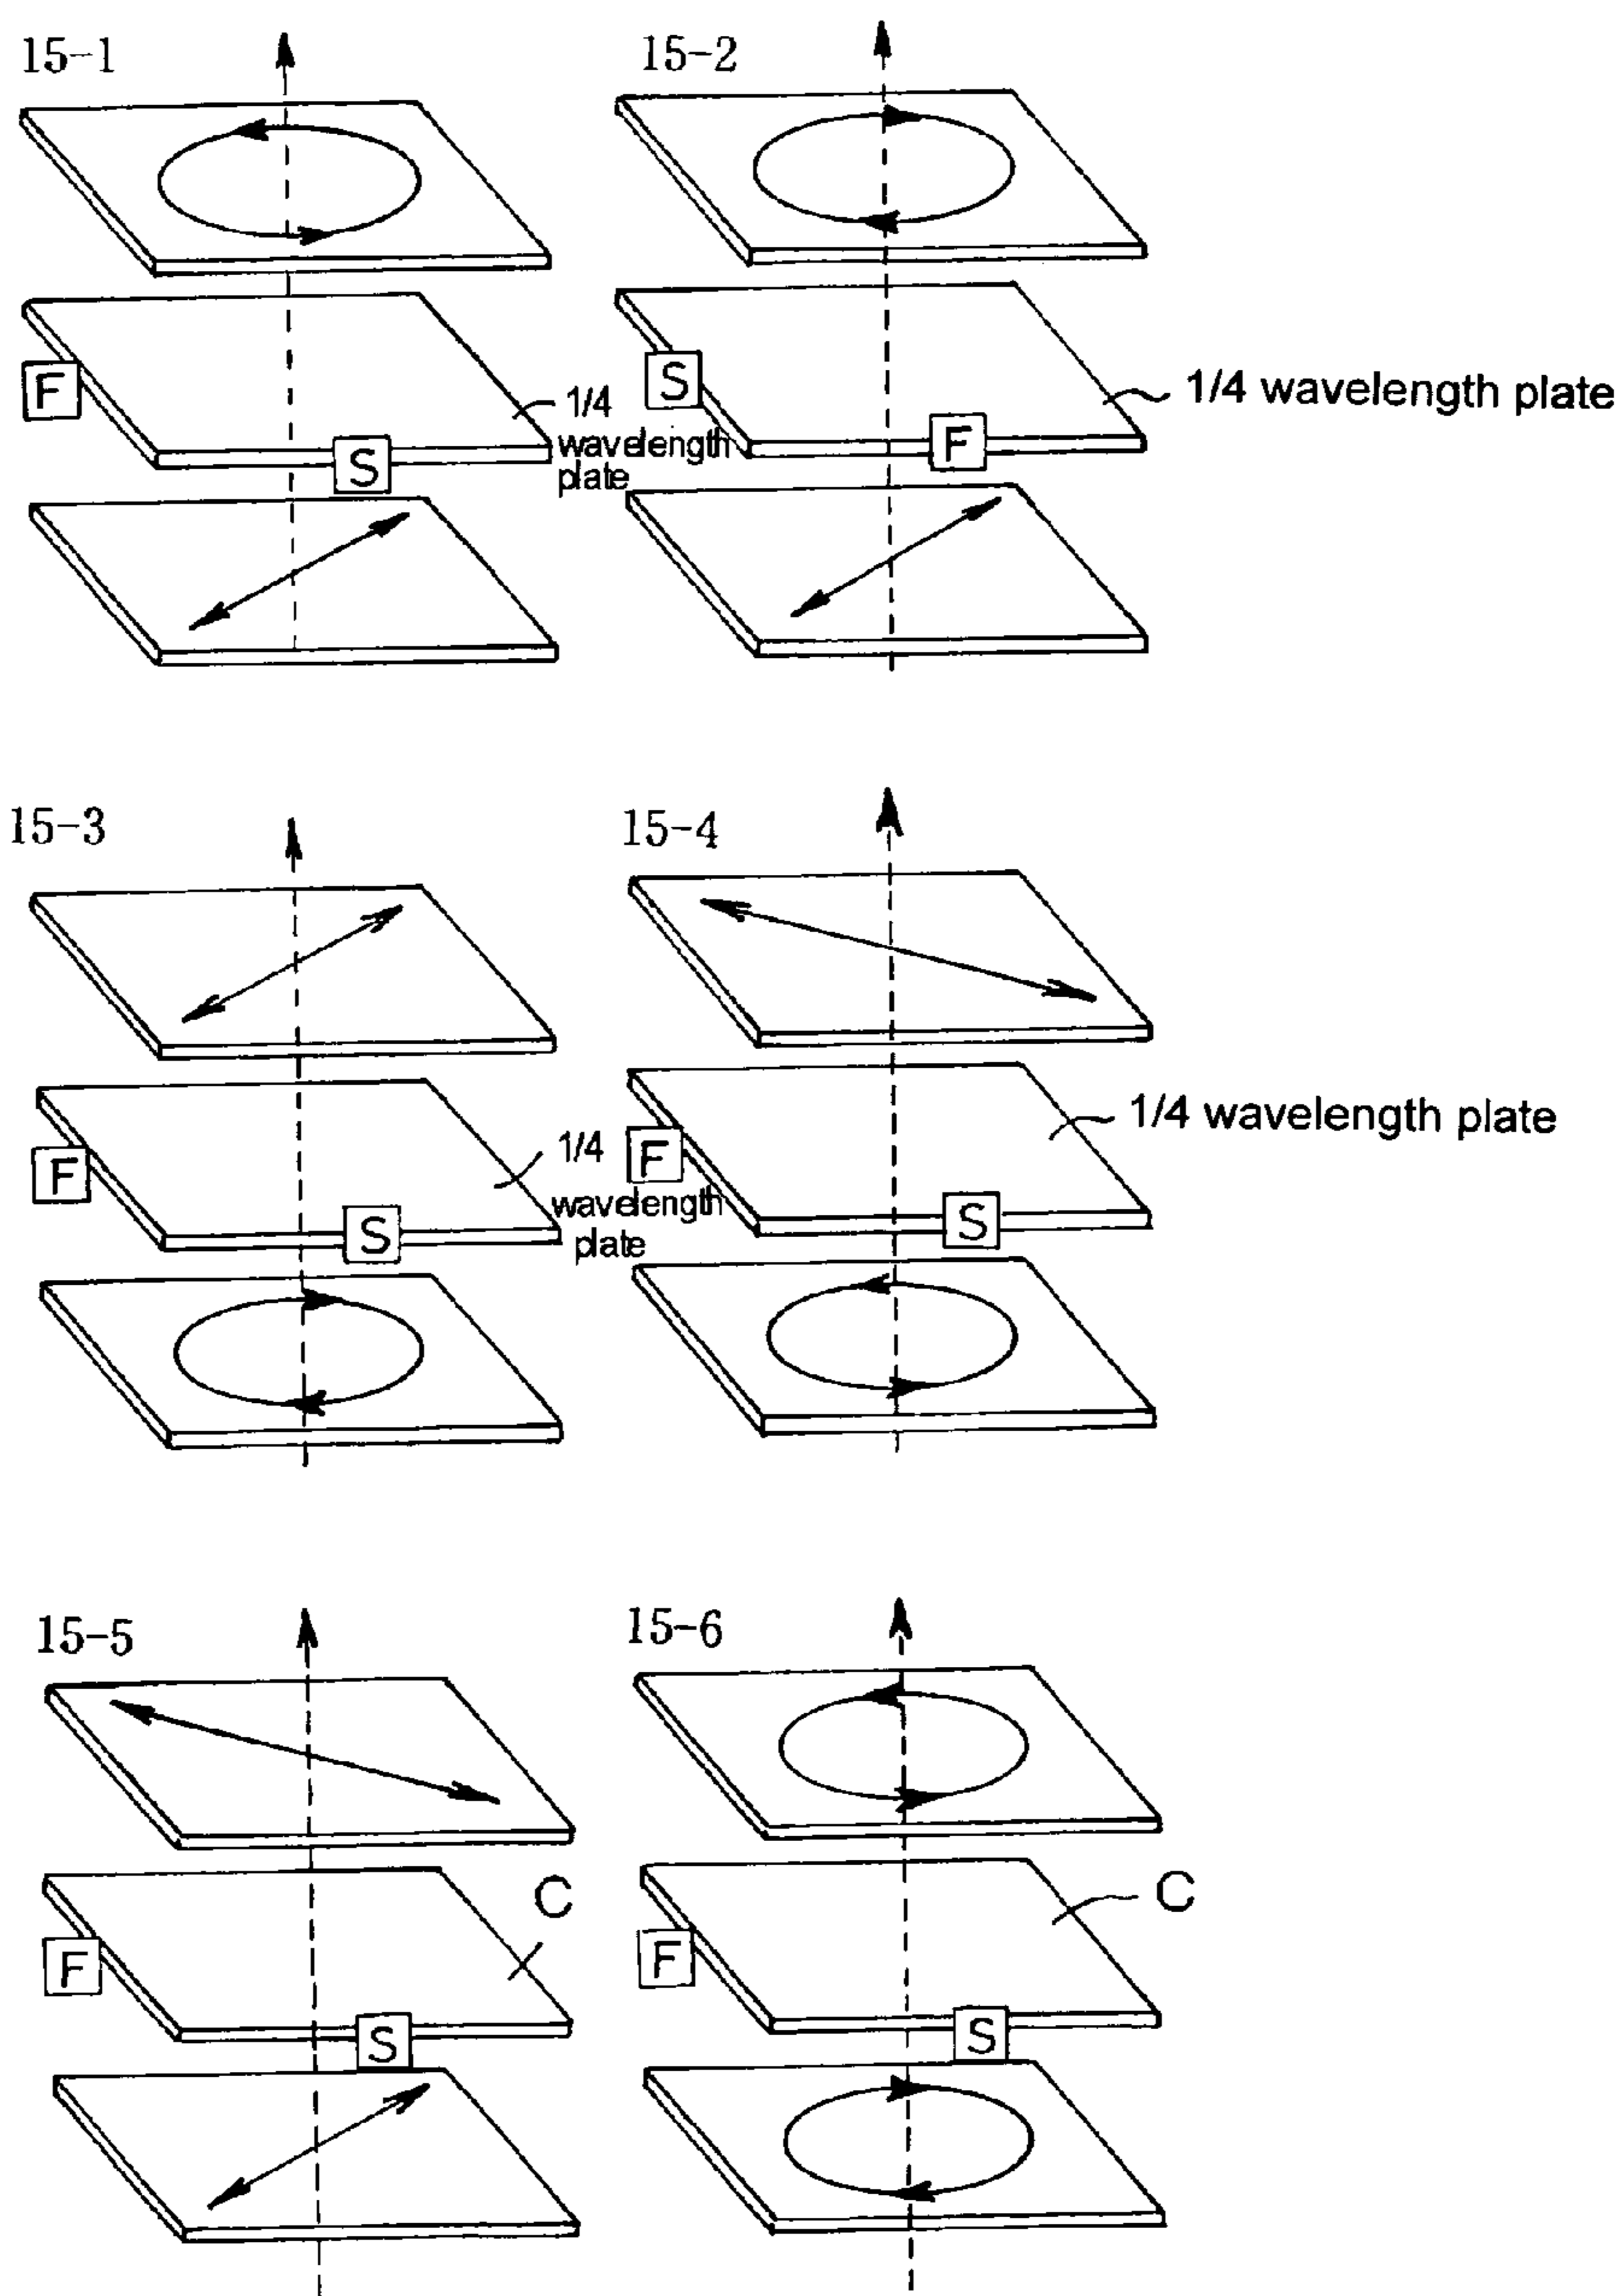 15-1
15-2
F
S
1/4
wavelength
plate
S
F
1/4 wavelength plate
15-3
15-4
F
S
1/4
wavelength
plate
F
S
1/4 wavelength plate
15-5
15-6
F
S
C
F
S
C